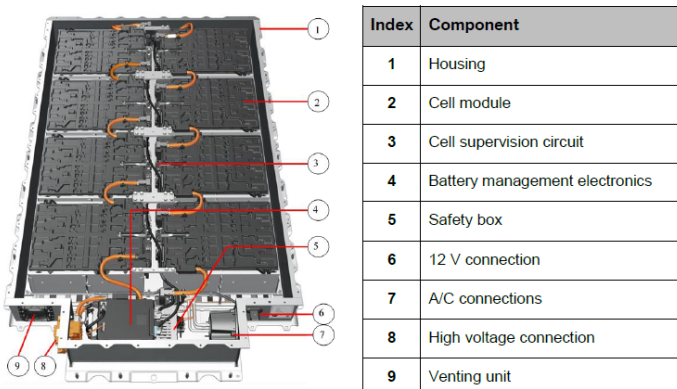 1
2
3
4
5
6
7
8
9
Index Component
1 Housing
2 Cell module
3 Cell supervision circuit
4 Battery management electronics
5 Safety box
6 12 V connection
7 A/C connections
8 High voltage connection
9 Venting unit